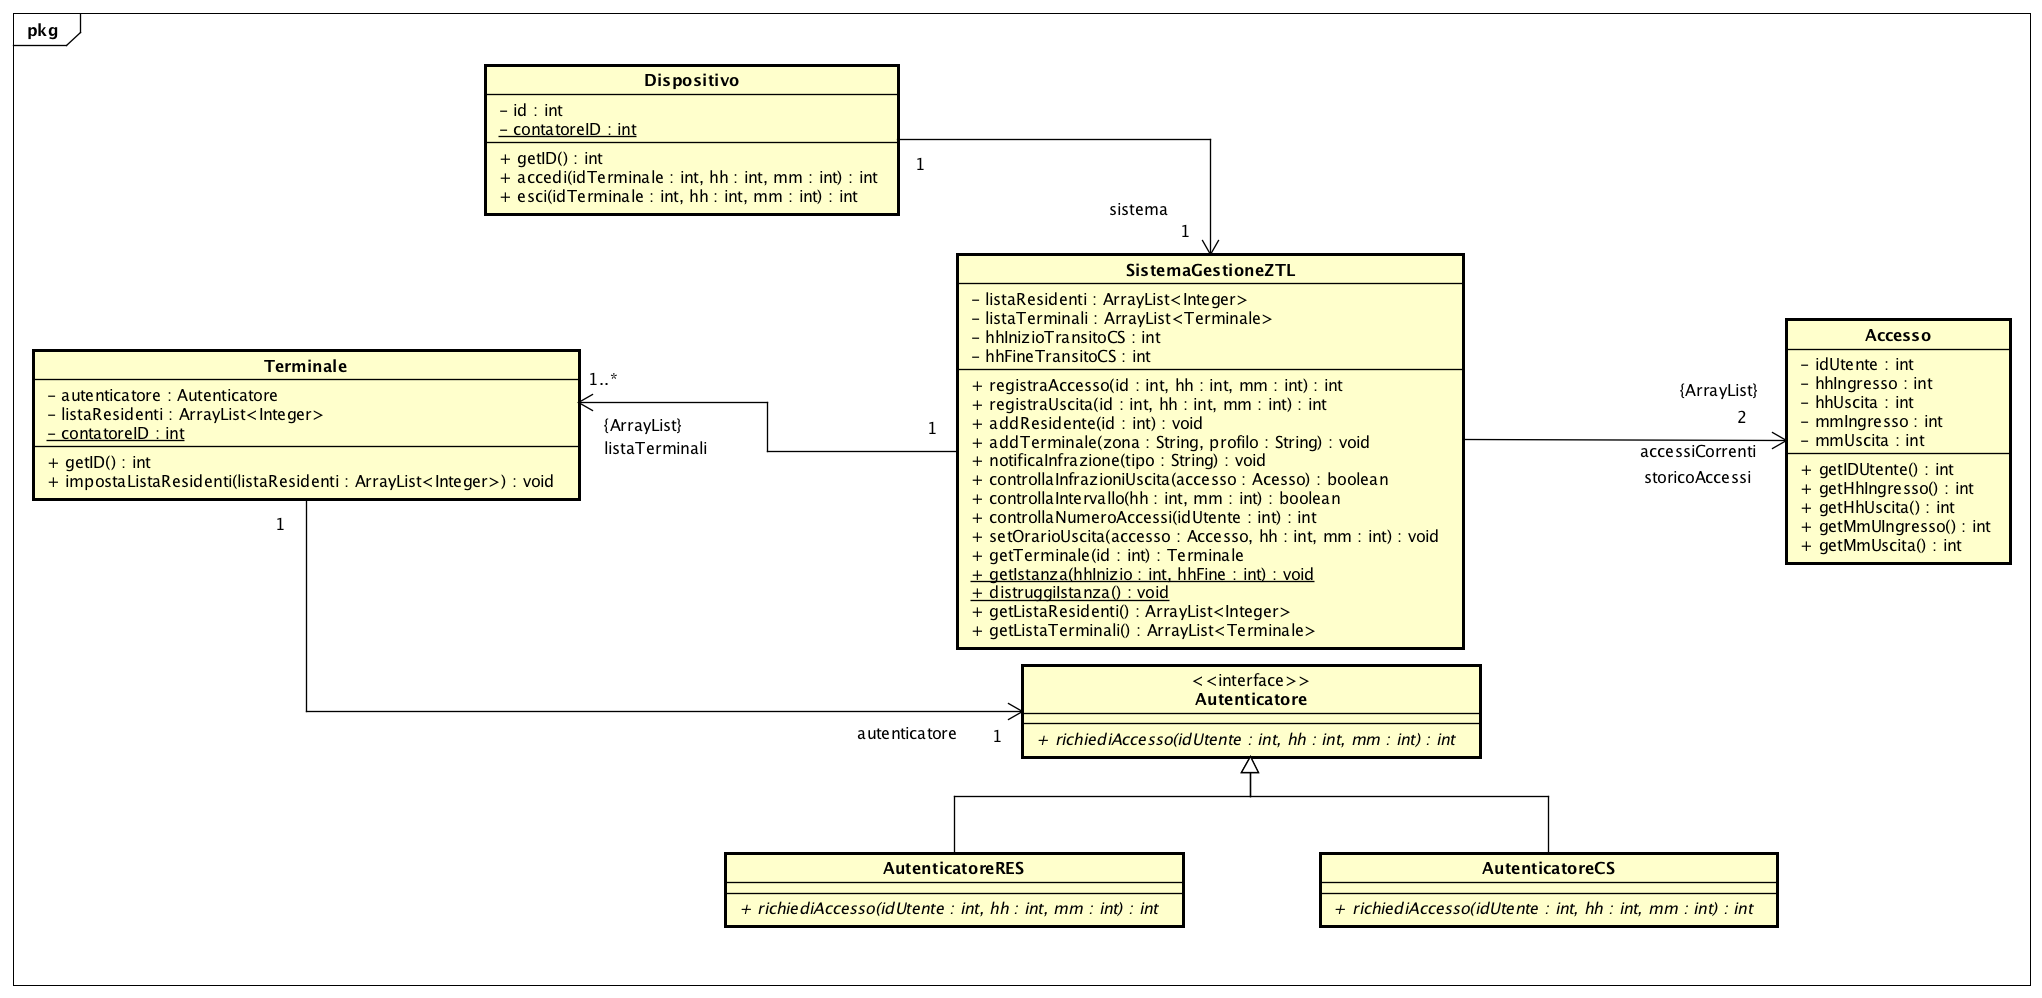 pkg
Dispositivo
- id : int
- contatoreID : int
+ getID() : int
+ accedi(idTerminale : int, hh : int, mm : int) : int
+ esci(idTerminale : int, hh : int, mm : int) : int
1
sistema
1
SistemaGestioneZTL
- listaResidenti : ArrayList<Integer>
- listaTerminali : ArrayList<Terminale>
- hhInizioTransitoCS : int
- hhFineTransitoCS : int
+ registraAccesso(id : int, hh : int, mm : int) : int
+ registraUscita(id : int, hh : int, mm : int) : int
+ addResidente(id : int) : void
+ addTerminale(zona : String, profilo : String) : void
+ notificaInfrazione(tipo : String) : void
+ controllaInfrazioniUscita(accesso : Acesso) : boolean
+ controllaIntervallo(hh : int, mm : int) : boolean
+ controllaNumeroAccessi(idUtente : int) : int
+ setOrarioUscita(accesso : Accesso, hh : int, mm : int) : void
+ getTerminale(id : int) : Terminale
+ getIstanza(hhInizio : int, hhFine : int) : void
+ distruggiIstanza() : void
+ getListaResidenti() : ArrayList<Integer>
+ getListaTerminali() : ArrayList<Terminale>
Terminale
- autenticatore : Autenticatore
- listaResidenti : ArrayList<Integer>
- contatoreID : int
+ getID() : int
+ impostaListaResidenti(listaResidenti : ArrayList<Integer>) : void
1..*
{ArrayList}
listaTerminali
1
{ArrayList}
2
accessiCorrenti
storicoAccessi
Accesso
- idUtente : int
- hhIngresso : int
- hhUscita : int
- mmIngresso : int
- mmUscita : int
+ getIDUtente() : int
+ getHhIngresso() : int
+ getHhUscita() : int
+ getMmUIngresso() : int
+ getMmUscita() : int
1
autenticatore
1
<<interface>>
Autenticatore
+ richiediAccesso(idUtente : int, hh : int, mm : int) : int
AutenticatoreRES
+ richiediAccesso(idUtente : int, hh : int, mm : int) : int
AutenticatoreCS
+ richiediAccesso(idUtente : int, hh : int, mm : int) : int